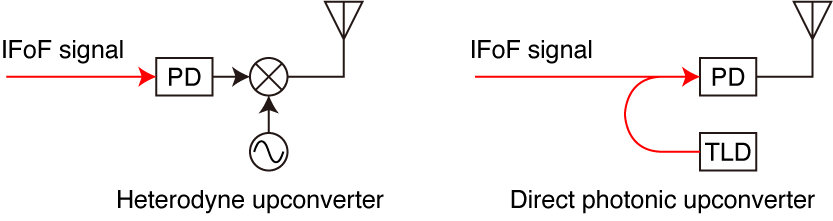 IFoF signal
PD
Heterodyne upconverter
IFoF signal
PD
TLD
Direct photonic upconverter